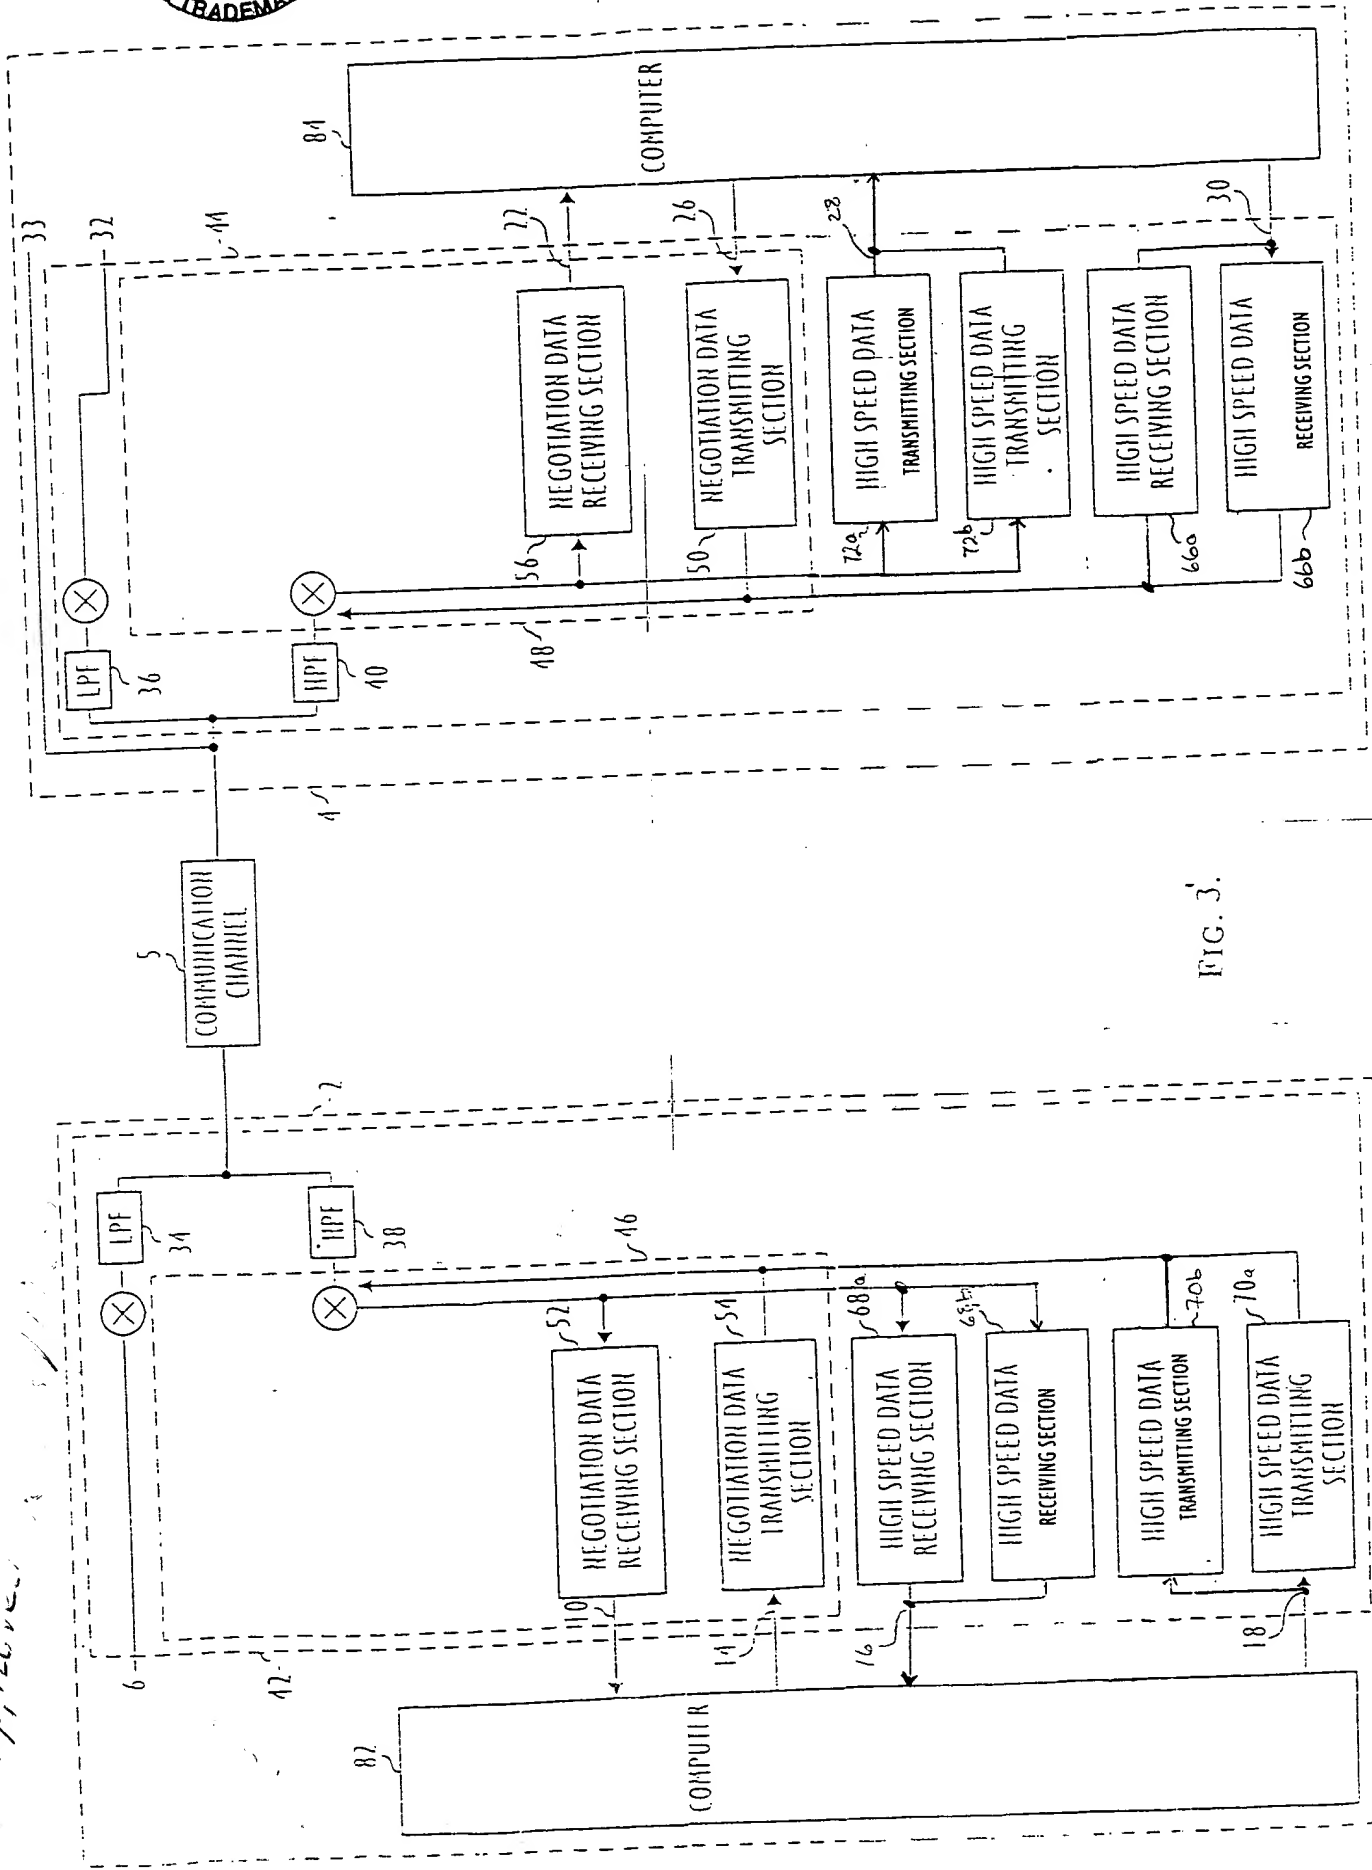 TRADEMA
33
32
44
84
COMPUTER
LPF
36
HPF
40
48
22
NEGOTIATION DATA
RECEIVING SECTION
56
26
NEGOTIATION DATA
TRANSMITTING
SECTION
50
28
HIGH SPEED DATA
TRANSMITTING SECTION
72a
HIGH SPEED DATA
TRANSMITTING
SECTION
72b
HIGH SPEED DATA
RECEIVING SECTION
66a
30
HIGH SPEED DATA
RECEIVING SECTION
66b
4
5
COMMUNICATION
CHANNEL
FIG. 3.
2
LPF
34
HPF
38
46
6
42
52
NEGOTIATION DATA
RECEIVING SECTION
10
54
NEGOTIATION DATA
TRANSMITTING
SECTION
14
68a
HIGH SPEED DATA
RECEIVING SECTION
16
68b
HIGH SPEED DATA
RECEIVING SECTION
70b
HIGH SPEED DATA
TRANSMITTING SECTION
70a
HIGH SPEED DATA
TRANSMITTING
SECTION
18
82
COMPUTER